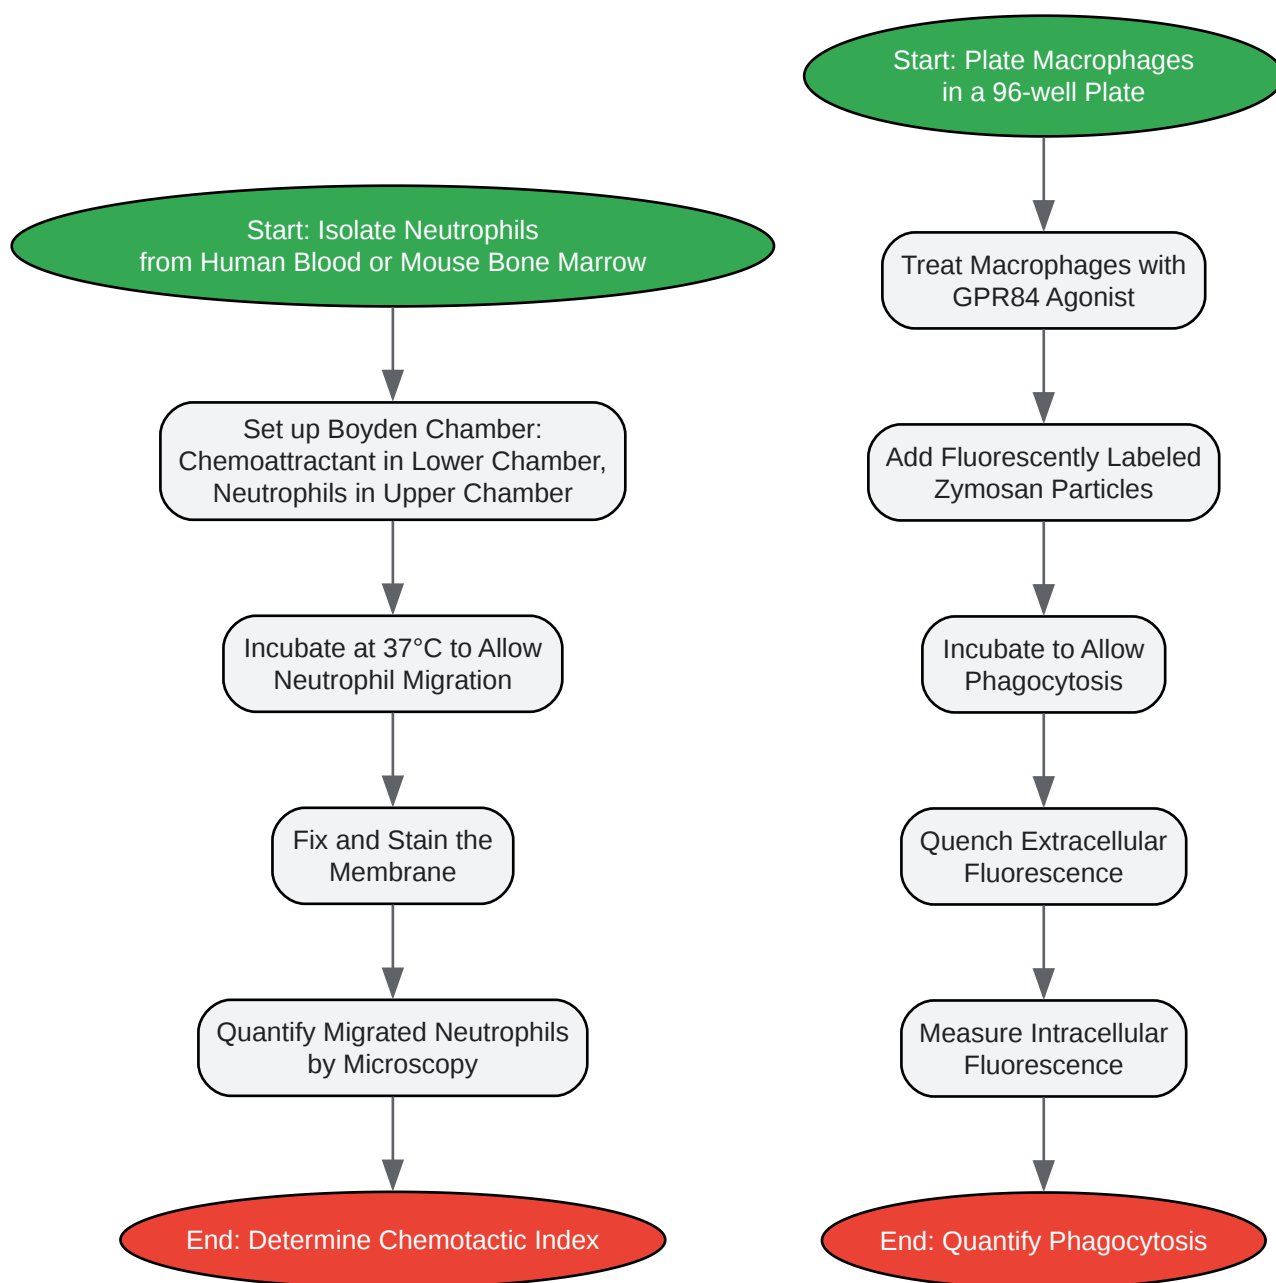 Start: Isolate Neutrophils
from Human Blood or Mouse Bone Marrow
Set up Boyden Chamber:
Chemoattractant in Lower Chamber,
Neutrophils in Upper Chamber
Incubate at 37°C to Allow
Neutrophil Migration
Fix and Stain the
Membrane
Quantify Migrated Neutrophils
by Microscopy
End: Determine Chemotactic Index
Start: Plate Macrophages
in a 96-well Plate
Treat Macrophages with
GPR84 Agonist
Add Fluorescently Labeled
Zymosan Particles
Incubate to Allow
Phagocytosis
Quench Extracellular
Fluorescence
Measure Intracellular
Fluorescence
End: Quantify Phagocytosis